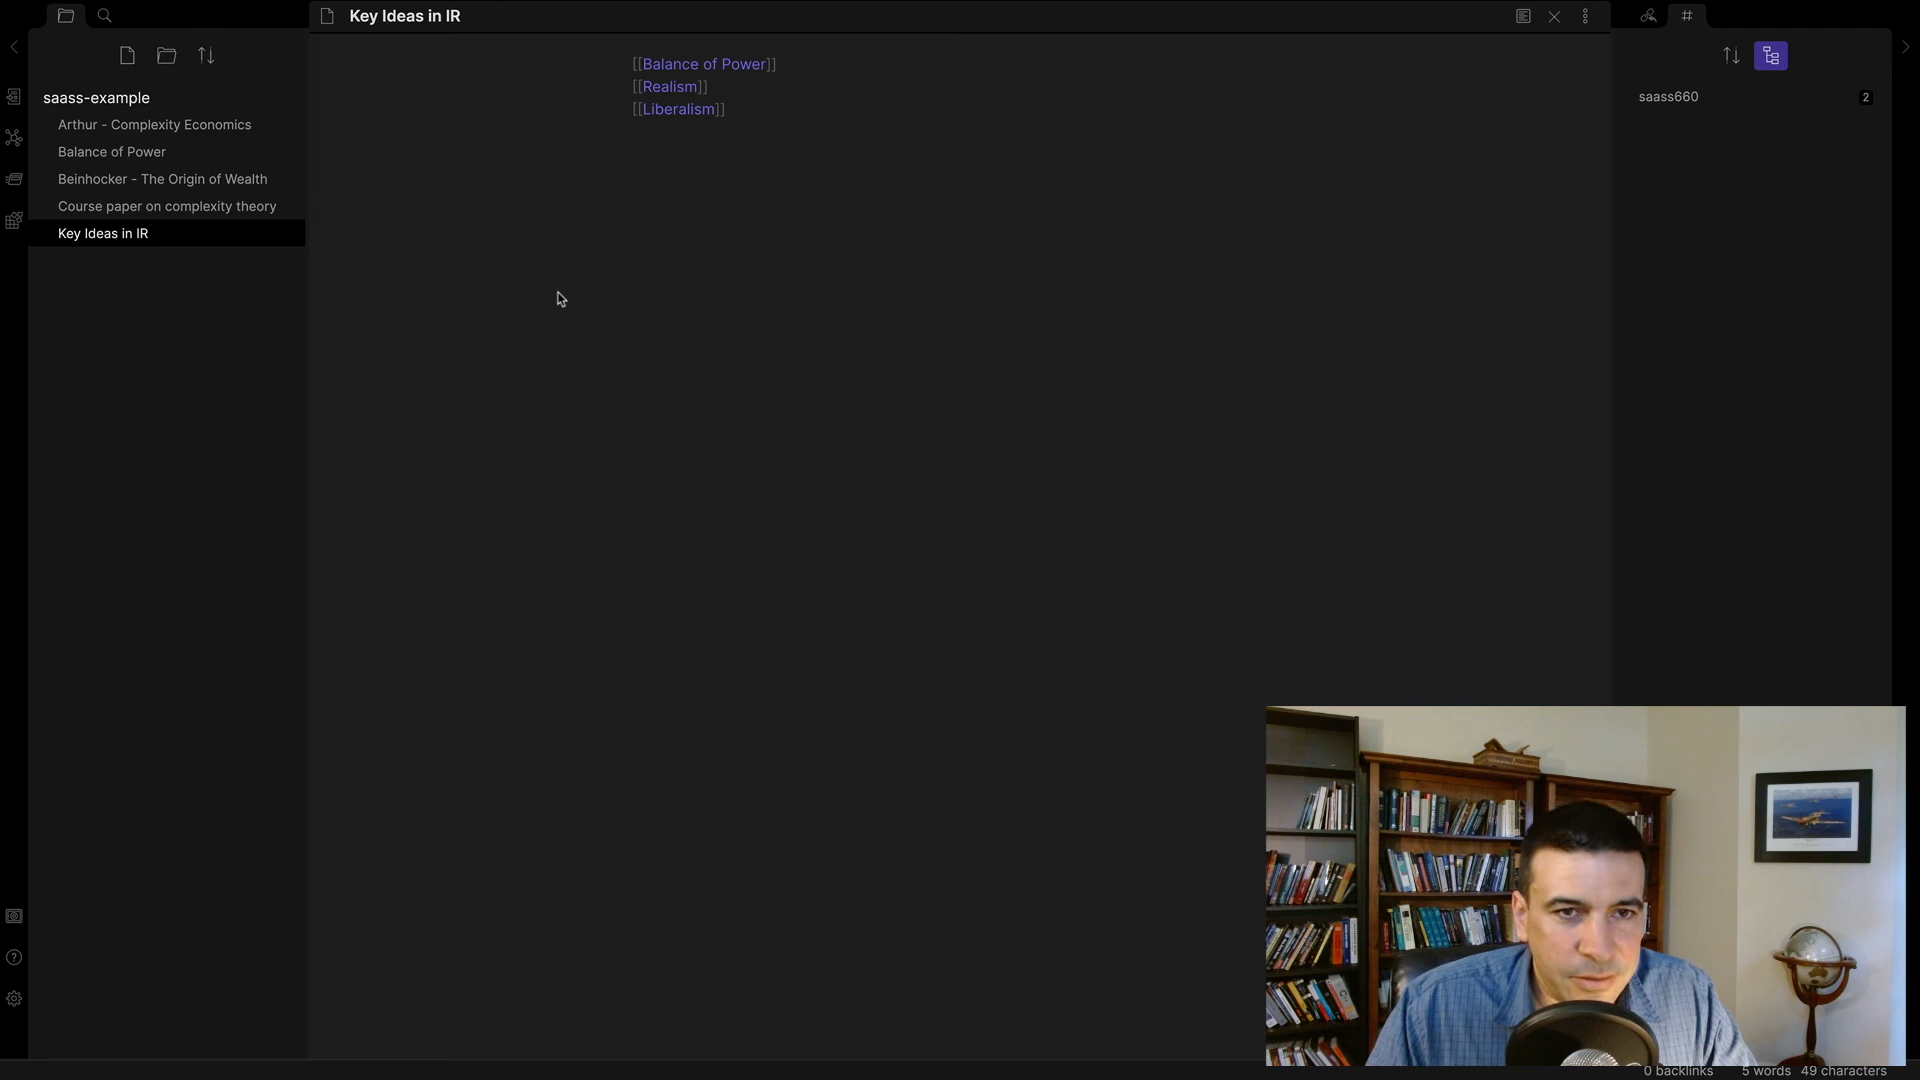 Key Ideas in IR
[[Balance of Power]]
[[Realism]]
[[Liberalism]]
saass-example
Arthur - Complexity Economics
Balance of Power
Beinhocker - The Origin of Wealth
Course paper on complexity theory
Key Ideas in IR
saass660
2
0 backlinks
5 words
49 characters